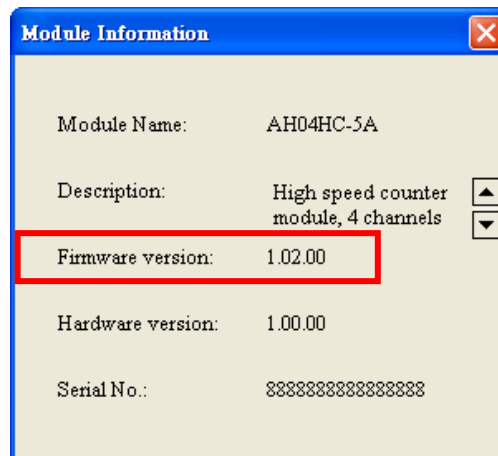 Module Information
Module Name: AH04HC-5A
Description: High speed counter
module, 4 channels
Firmware version: 1.02.00
Hardware version: 1.00.00
Serial No.: 8888888888888888